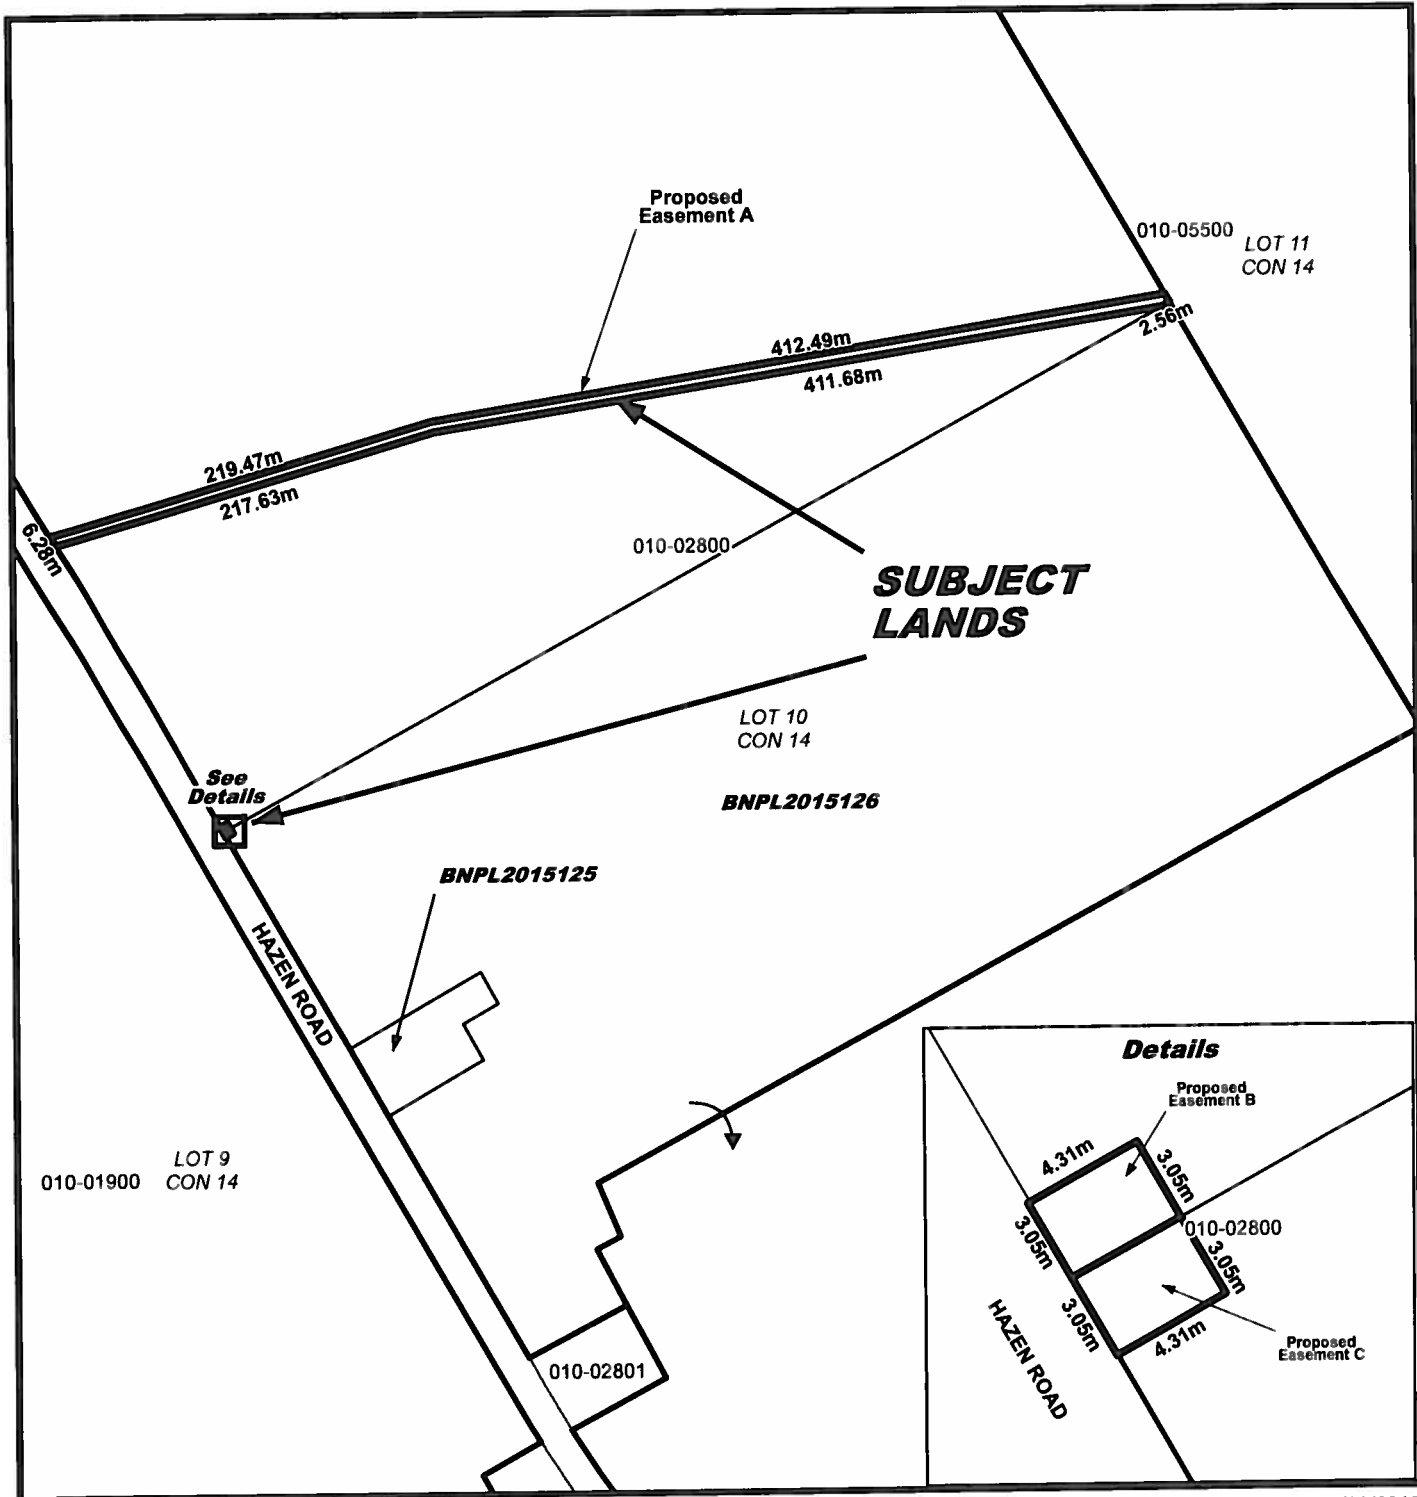 Proposed
Easement A
010-05500
LOT 11
CON 14
2.56m
412.49m
411.68m
219.47m
217.63m
6.28m
010-02800
SUBJECT
LANDS
LOT 10
CON 14
See
Details
BNPL2015126
BNPL2015125
HAZEN ROAD
LOT 9
CON 14
010-01900
010-02801
Details
Proposed
Easement B
4.31m
3.05m
3.05m
010-02800
3.05m
3.05m
4.31m
HAZEN ROAD
Proposed
Easement C